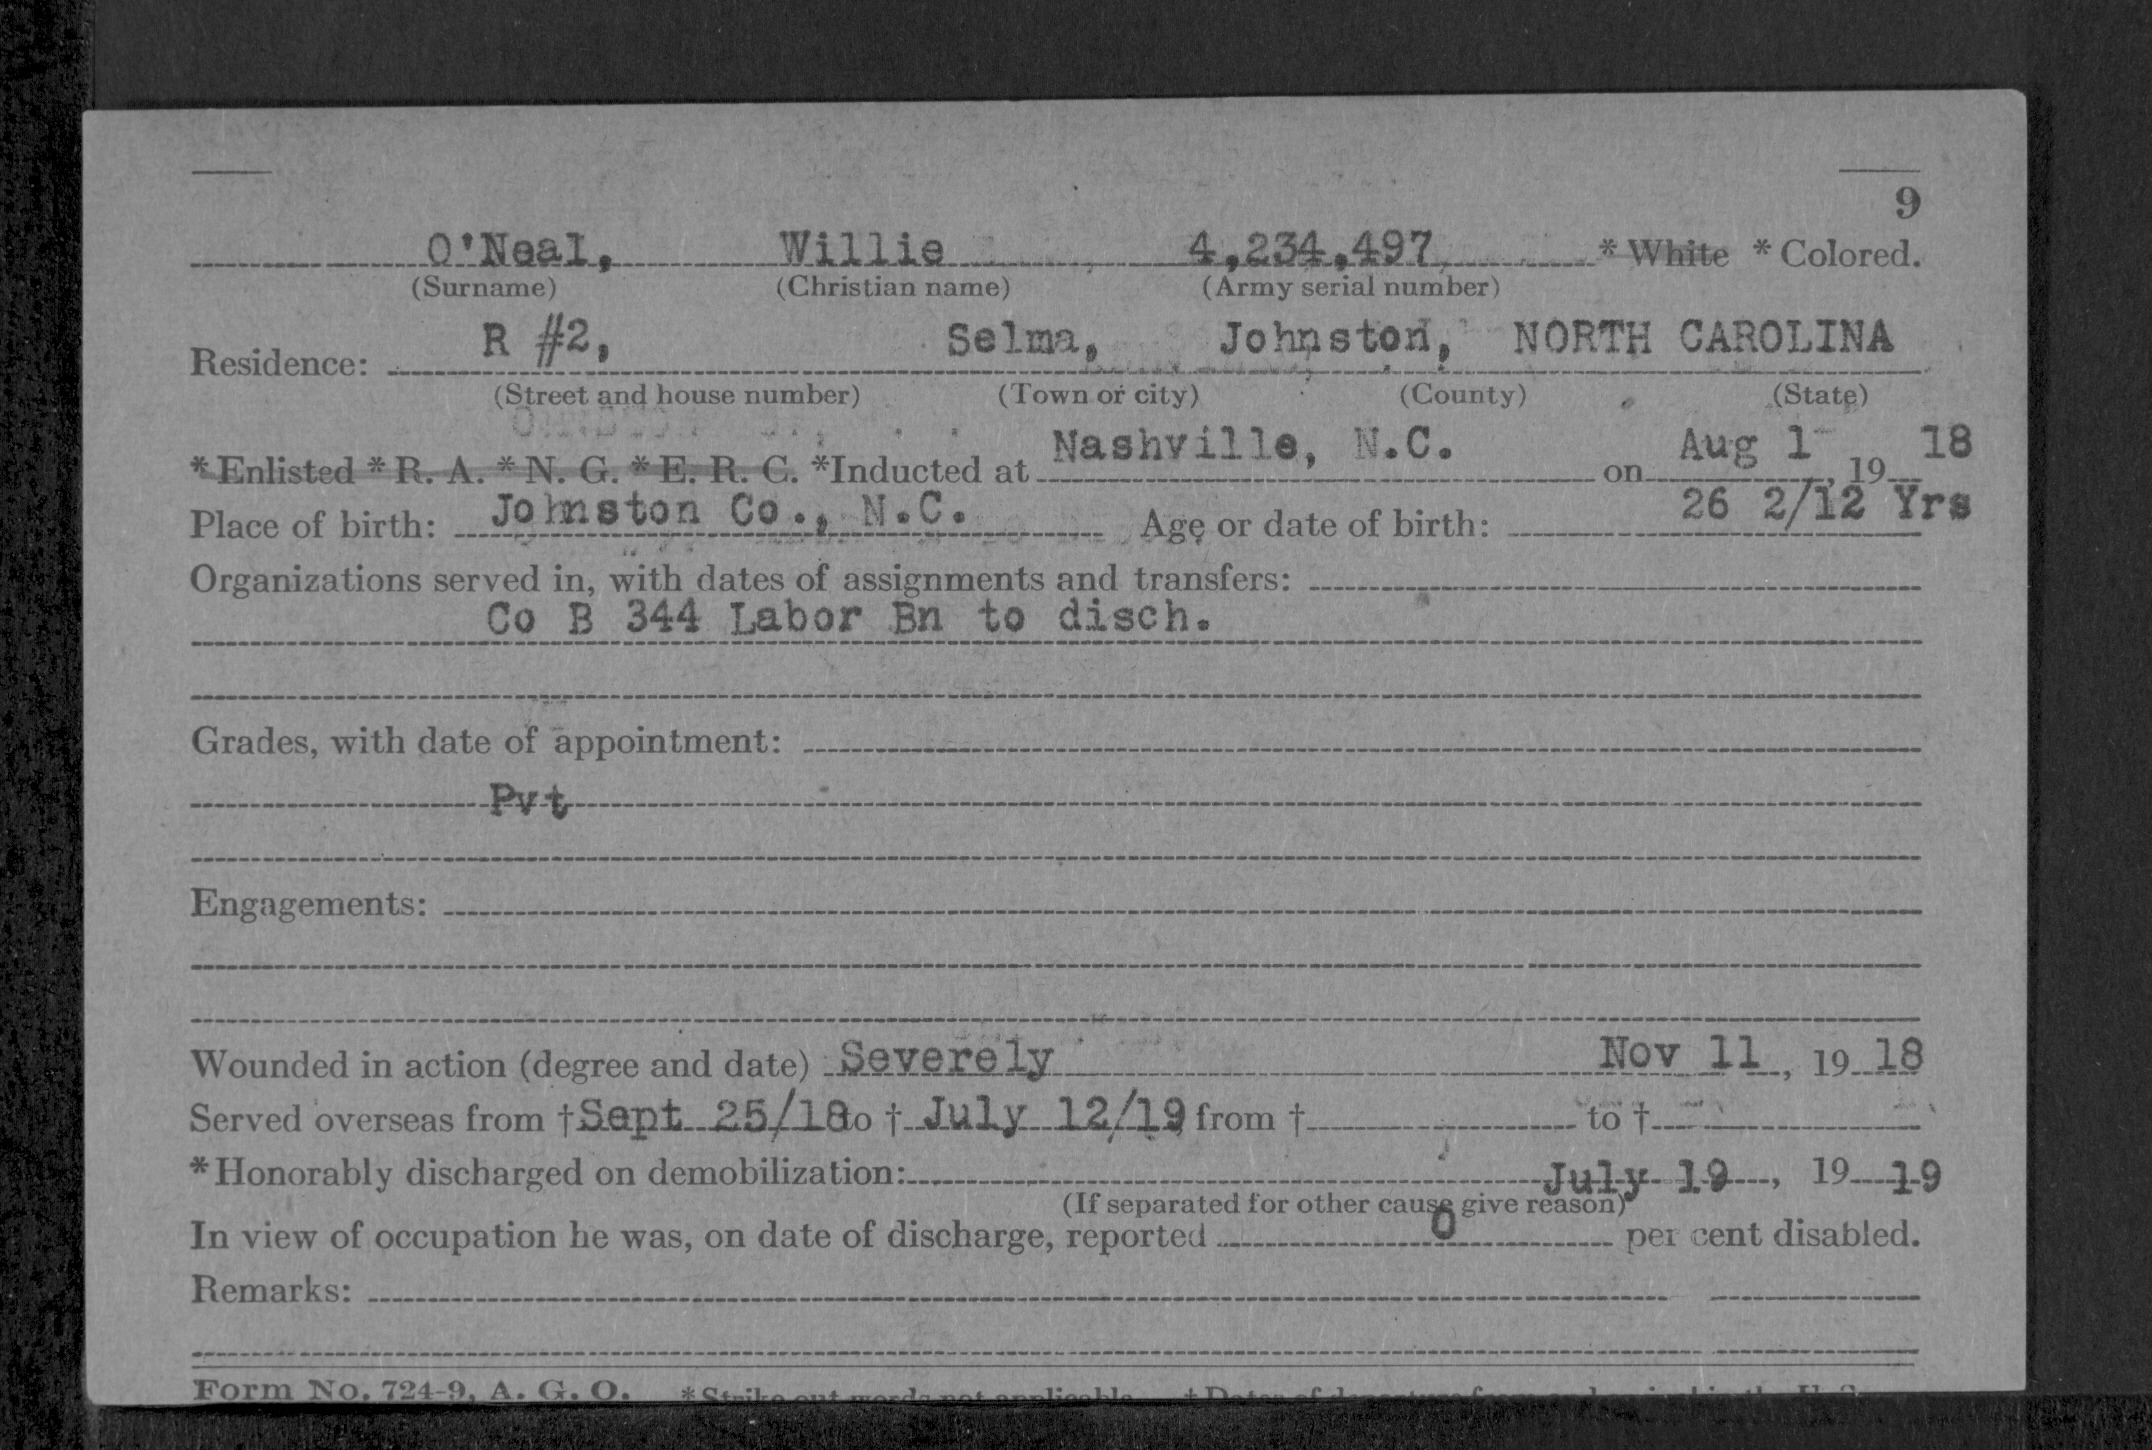 9
O'Neal, Willie 4,234,497 * White * Colored.
(Surname) (Christian name) (Army serial number)
R #2, Selma, Johnston, NORTH CAROLINA
Residence:
(Street and house number) (Town or city) (County) (State)
*Enlisted *R. A. *N. G. *E. R. C. *Inducted at Nashville, N.C. on Aug 1 , 19 18
Place of birth: Johnston Co., N.C. Age or date of birth: 26 2/12 Yrs
Organizations served in, with dates of assignments and transfers:
Co B 344 Labor Bn to disch.
Grades, with date of appointment:
Pvt
Engagements:
Wounded in action (degree and date) Severely Nov 11 , 19 18
Served overseas from † Sept 25/18 to † July 12/19 from † to †
*Honorably discharged on demobilization: July 19 , 19 19
(If separated for other cause give reason)
In view of occupation he was, on date of discharge, reported 0 per cent disabled.
Remarks:
Form No. 724-9, A. G. O. *Strike out words not applicable.